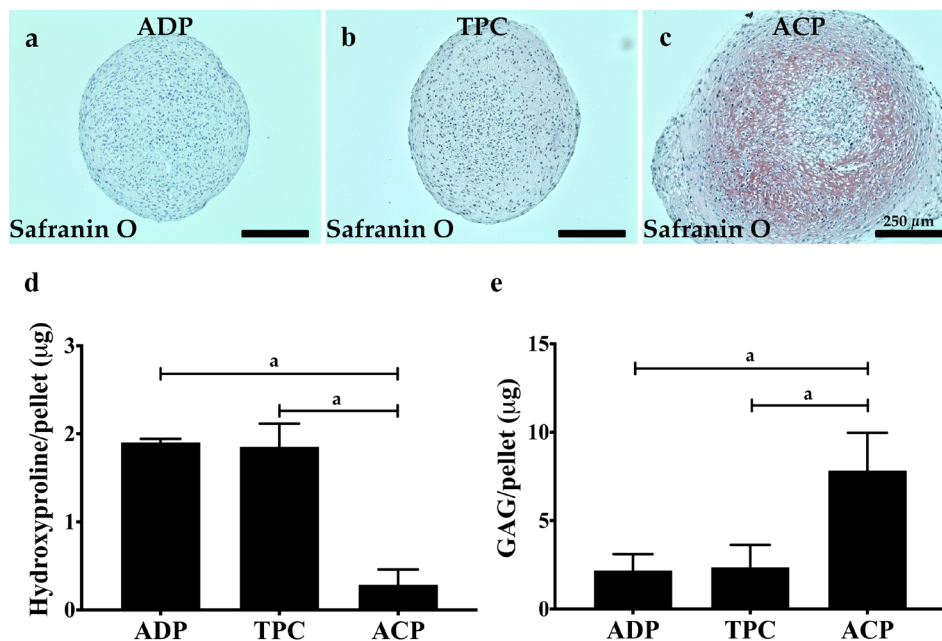 a ADP
Safranin O
b TPC
Safranin O
c ACP
Safranin O
250 µm
d
Hydroxyproline/pellet (µg)
3
2
1
0
a
a
ADP TPC ACP
e
GAG/pellet (µg)
15
10
5
0
a
a
ADP TPC ACP